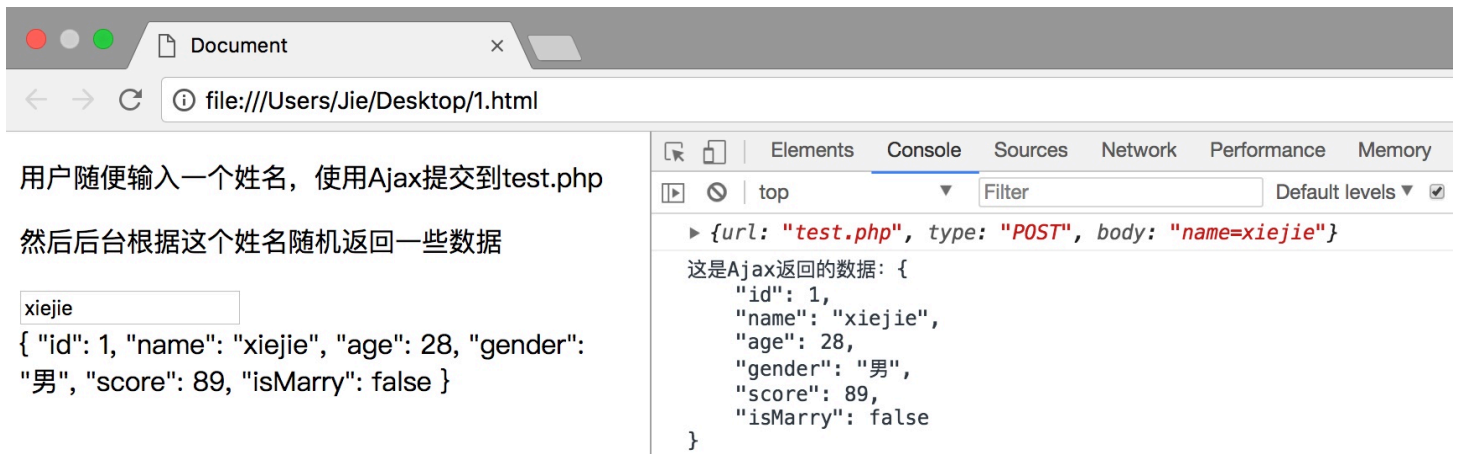 Document
file:///Users/Jie/Desktop/1.html
用户随便输入一个姓名，使用Ajax提交到test.php
然后后台根据这个姓名随机返回一些数据
xiejie
{ "id": 1, "name": "xiejie", "age": 28, "gender":
"男", "score": 89, "isMarry": false }
Elements Console Sources Network Performance Memory
top Filter Default levels
{url: "test.php", type: "POST", body: "name=xiejie"}
这是Ajax返回的数据：{
"id": 1,
"name": "xiejie",
"age": 28,
"gender": "男",
"score": 89,
"isMarry": false
}